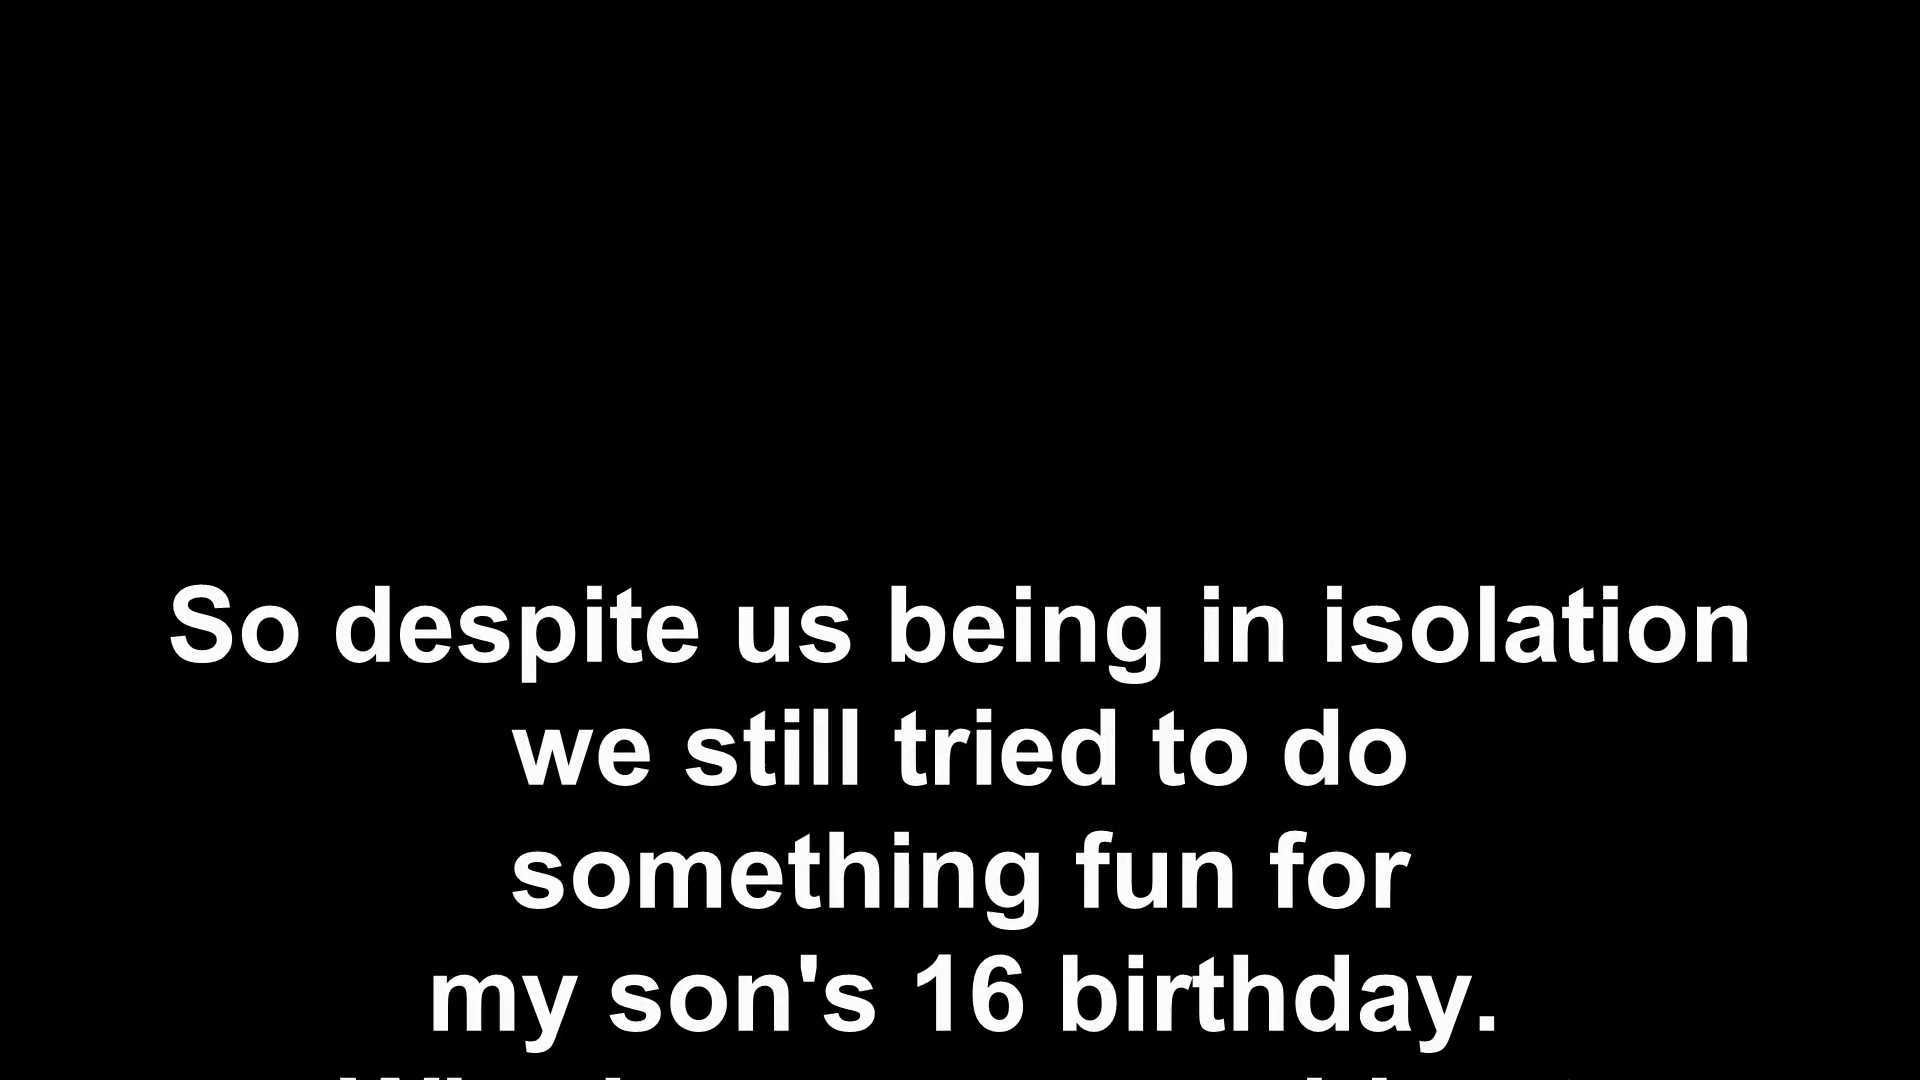 So despite us being in isolation
we still tried to do
something fun for
my son's 16 birthday.